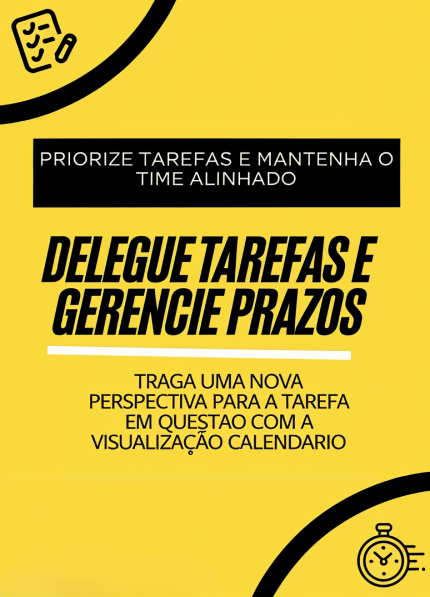 PRIORIZE TAREFAS E MANTENHA O
TIME ALINHADO
DELEGUE TAREFAS E
GERENCIE PRAZOS
TRAGA UMA NOVA
PERSPECTIVA PARA A TAREFA
EM QUESTAO COM A
VISUALIZAÇÃO CALENDARIO